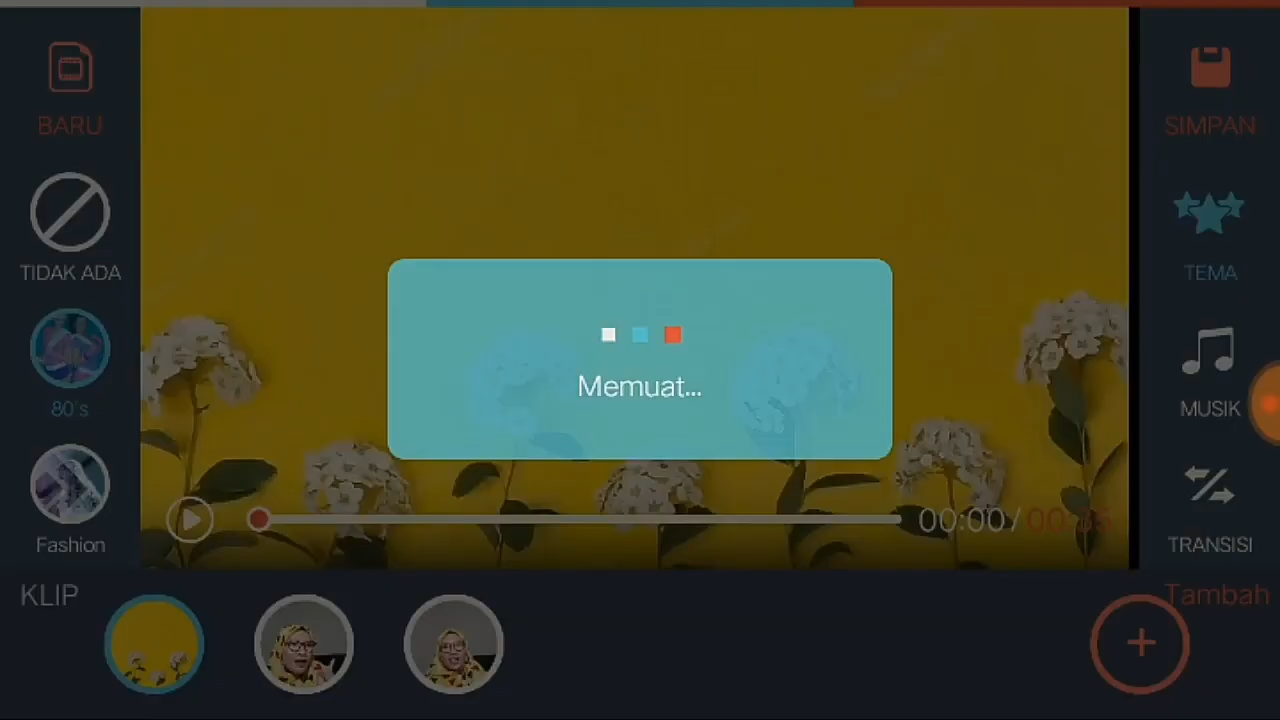 BARU
SIMPAN
TIDAK ADA
TEMA
Memuat...
80's
MUSIK
00:00/
Fashion
TRANSISI
KLIP
Tambah